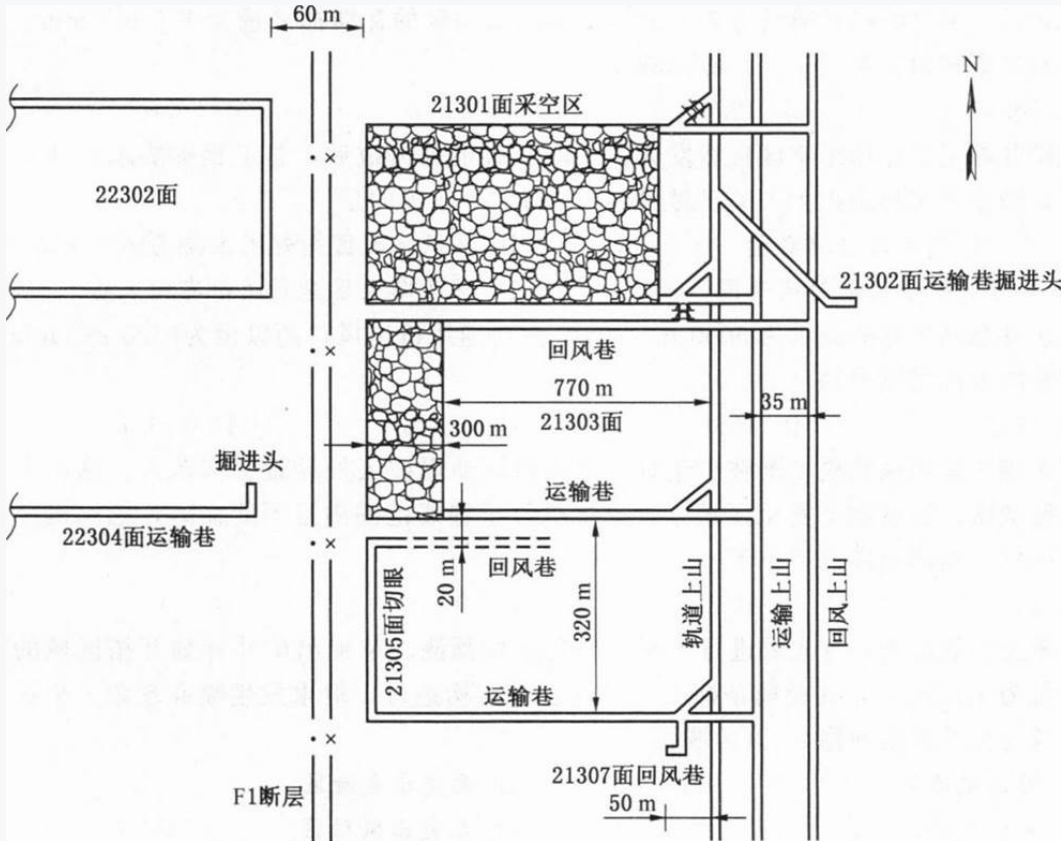 60 m
N
21301面采空区
22302面
21302面运输巷掘进头
回风巷
770 m
35 m
21303面
300 m
掘进头
运输巷
22304面运输巷
回风巷
20 m
320 m
21305面切眼
轨道上山
运输上山
回风上山
运输巷
21307面回风巷
F1断层
50 m